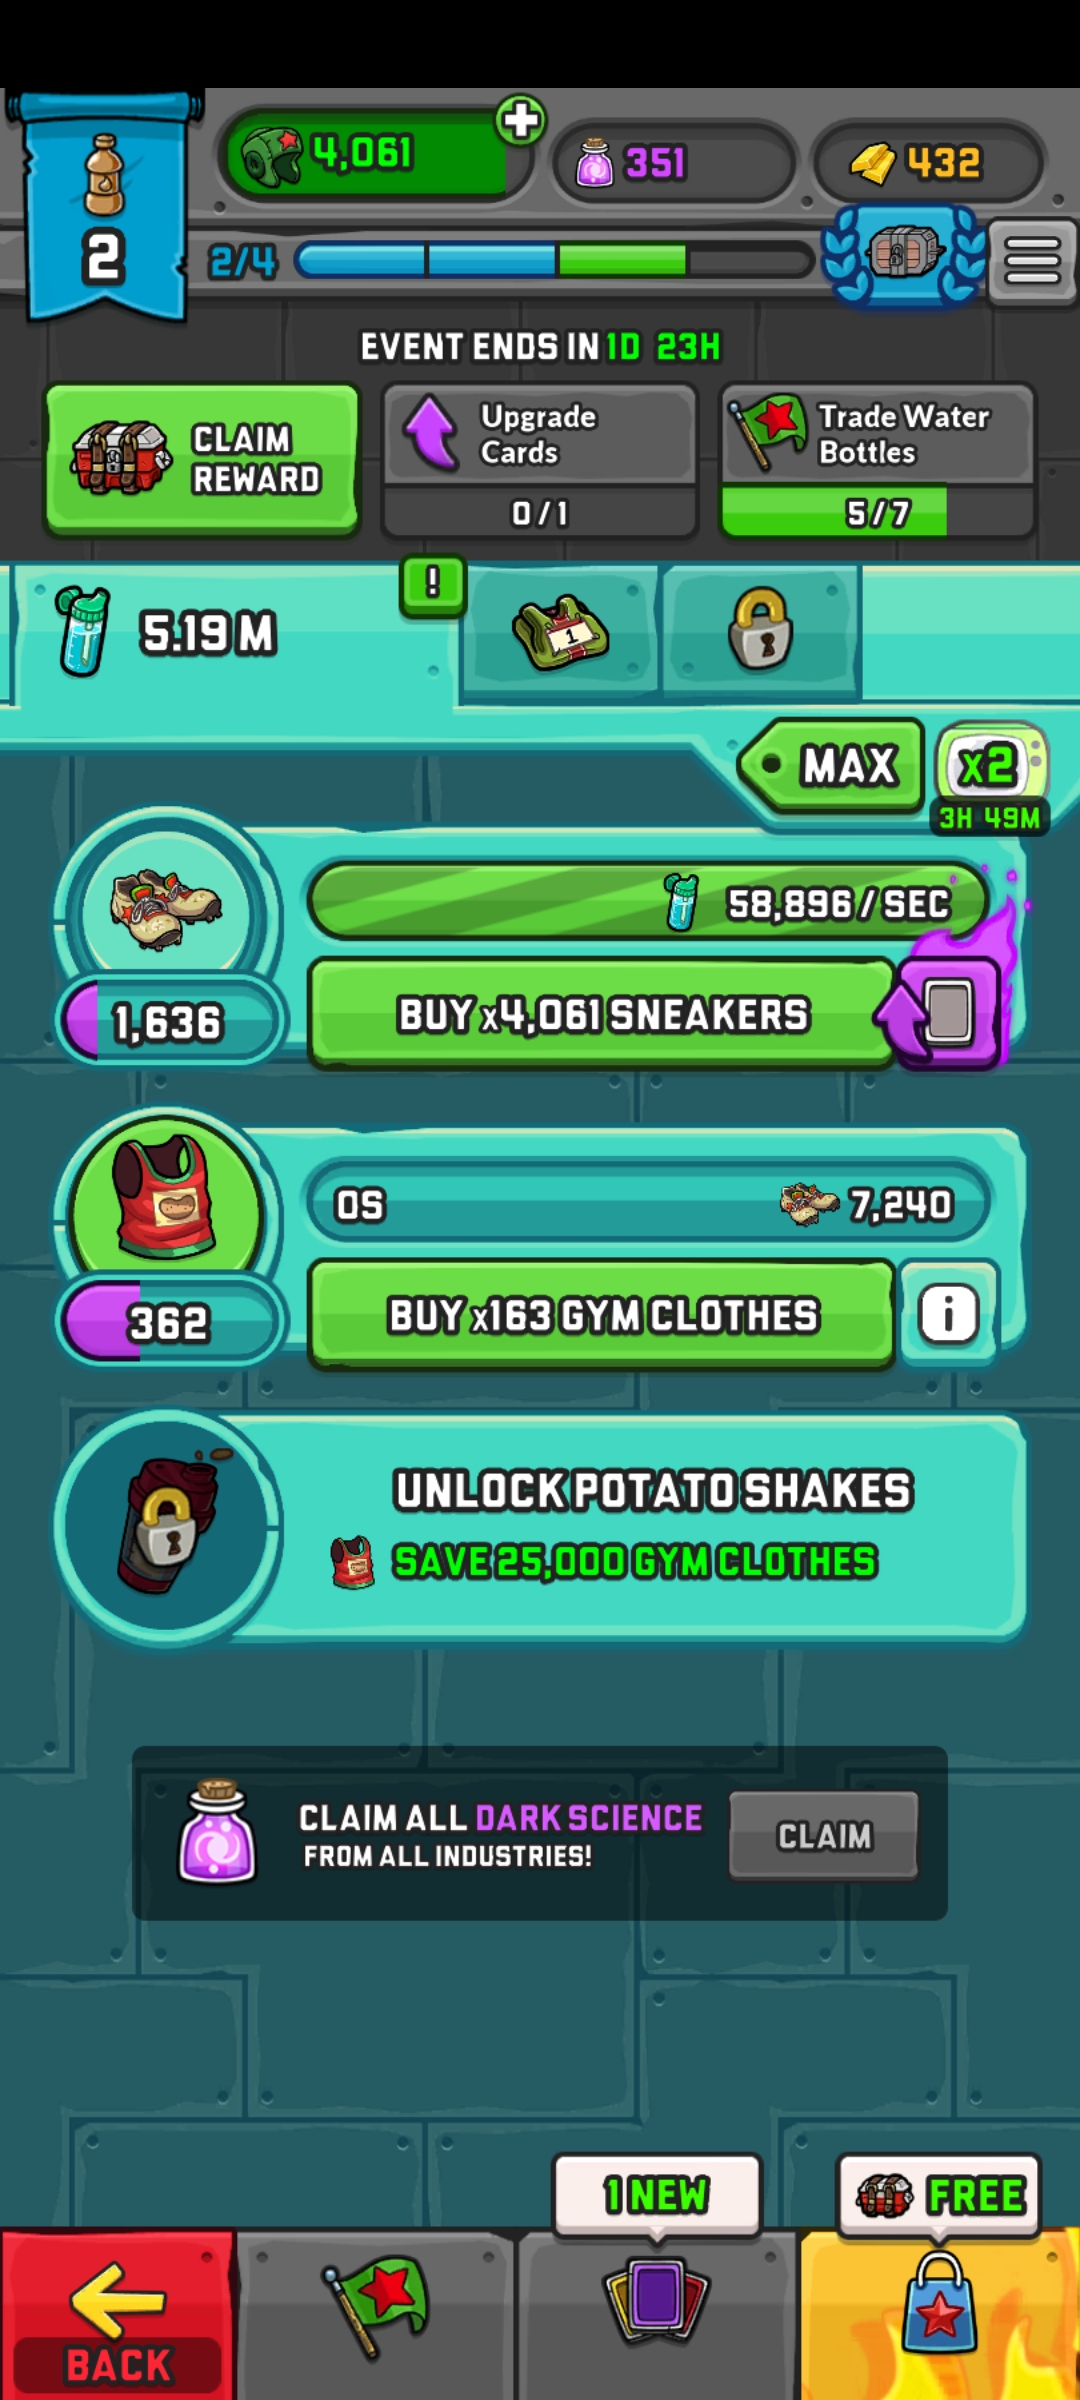 4,061
351
432
2
2/4
EVENT ENDS IN 1D 23H
CLAIM
REWARD
Upgrade
Cards
0/1
Trade Water
Bottles
5/7
5.19 M
!
1
MAX
x2
3H 49M
58,896 / SEC
1,636
BUY x4,061 SNEAKERS
0S
7,240
362
BUY x163 GYM CLOTHES
i
UNLOCK POTATO SHAKES
SAVE 25,000 GYM CLOTHES
CLAIM ALL DARK SCIENCE
FROM ALL INDUSTRIES!
CLAIM
1 NEW
FREE
BACK